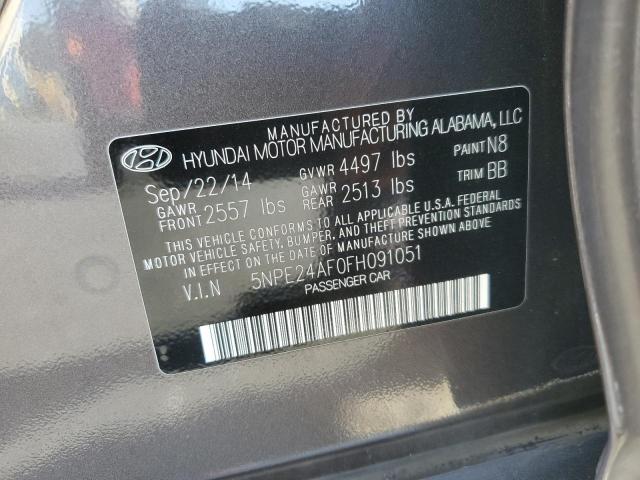 MANUFACTURED BY
HYUNDAI MOTOR MANUFACTURING ALABAMA, LLC
Sep/22/14 GVWR 4497 lbs PAINT N8
GAWR FRONT 2557 lbs GAWR REAR 2513 lbs TRIM BB
THIS VEHICLE CONFORMS TO ALL APPLICABLE U.S.A FEDERAL
MOTOR VEHICLE SAFETY, BUMPER, AND THEFT PREVENTION STANDARDS
IN EFFECT ON THE DATE OF MANUFACTURE SHOWN ABOVE
V.I.N 5NPE24AF0FH091051
PASSENGER CAR